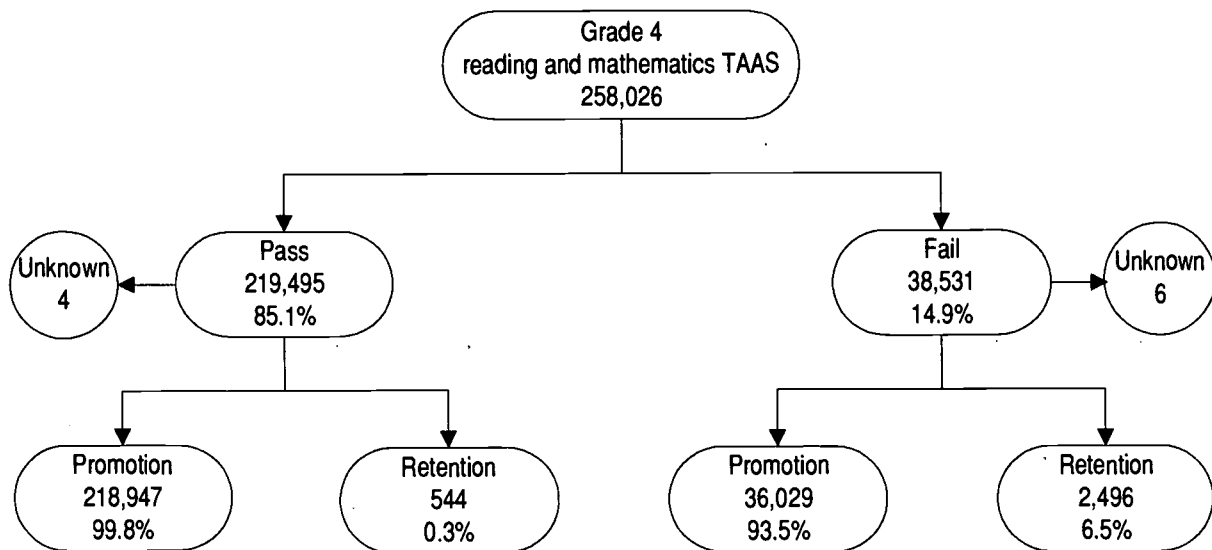 Grade 4
reading and mathematics TAAS
258,026
Pass
219,495
85.1%
Unknown
4
Fail
38,531
14.9%
Unknown
6
Promotion
218,947
99.8%
Retention
544
0.3%
Promotion
36,029
93.5%
Retention
2,496
6.5%